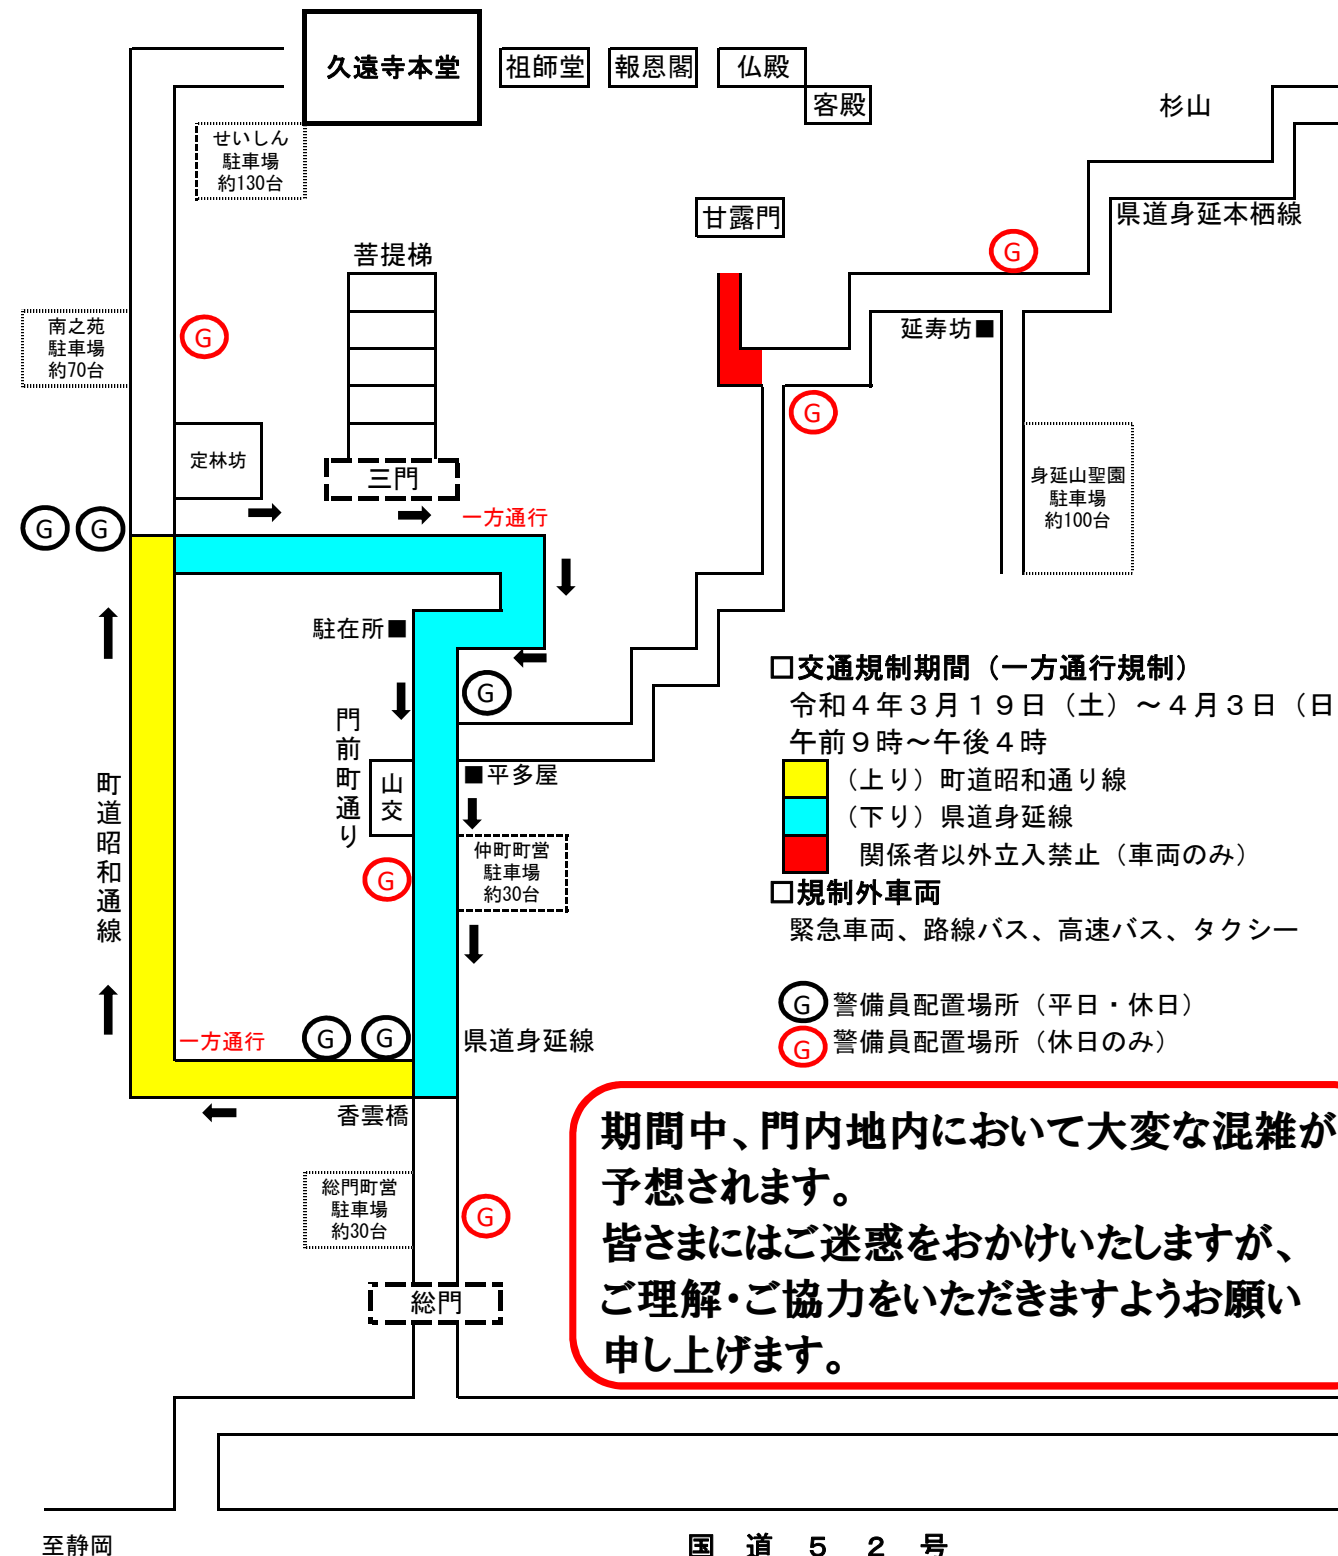 久遠寺本堂
祖師堂
報恩閣
仏殿
客殿
杉山
せいしん
駐車場
約130台
甘露門
県道身延本栖線
菩提梯
G
G
南之苑
駐車場
約70台
延寿坊■
G
定林坊
三門
身延山聖園
駐車場
約100台
一方通行
G
G
駐在所■
G
門前町通り
山交
■平多屋
町道昭和通線
仲町町営
駐車場
約30台
G
一方通行
G
G
県道身延線
香雲橋
総門町営
駐車場
約30台
G
総門
□交通規制期間（一方通行規制）
令和４年３月１９日（土）～４月３日（日
午前９時～午後４時
（上り）町道昭和通り線
（下り）県道身延線
関係者以外立入禁止（車両のみ）
□規制外車両
緊急車両、路線バス、高速バス、タクシー
G 警備員配置場所（平日・休日）
G 警備員配置場所（休日のみ）
期間中、門内地内において大変な混雑が
予想されます。
皆さまにはご迷惑をおかけいたしますが、
ご理解・ご協力をいただきますようお願い
申し上げます。
至静岡
国道５２号